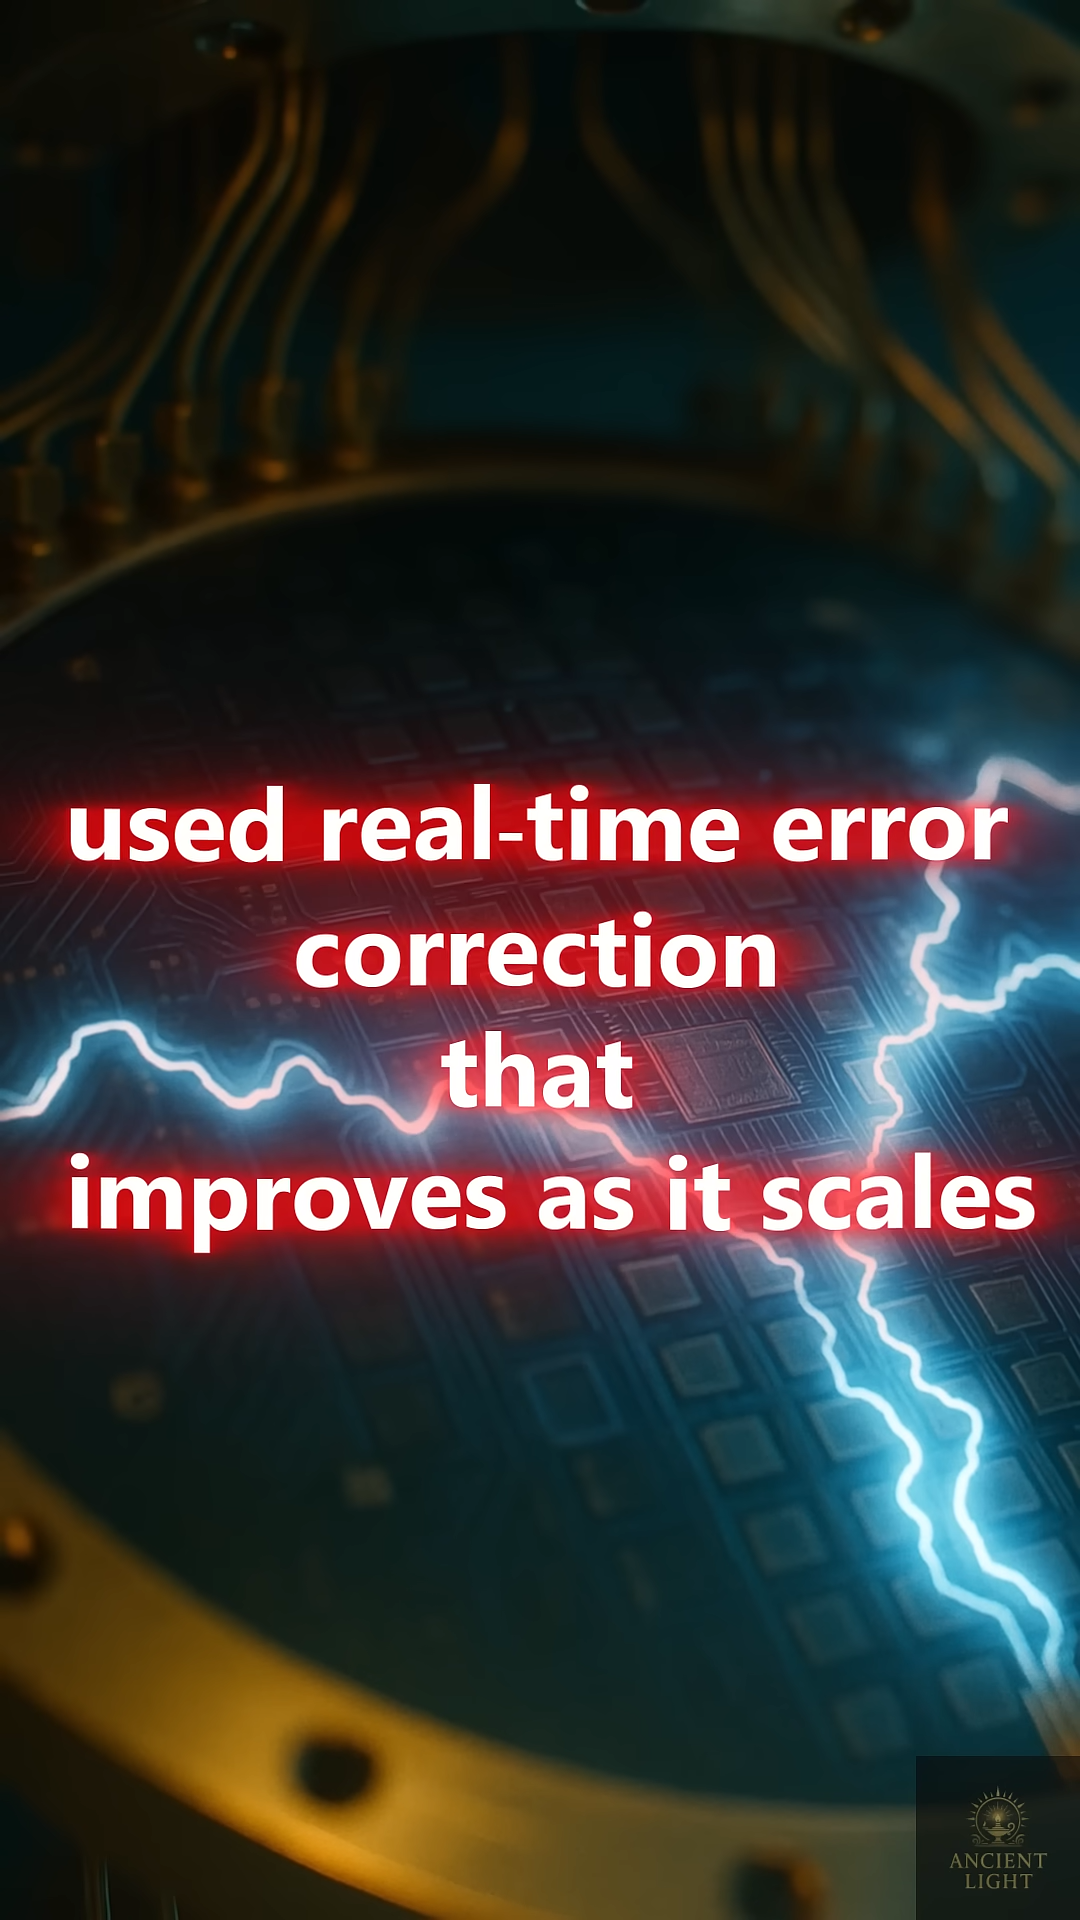 used real-time error
correction
that
improves as it scales
ANCIENT
LIGHT